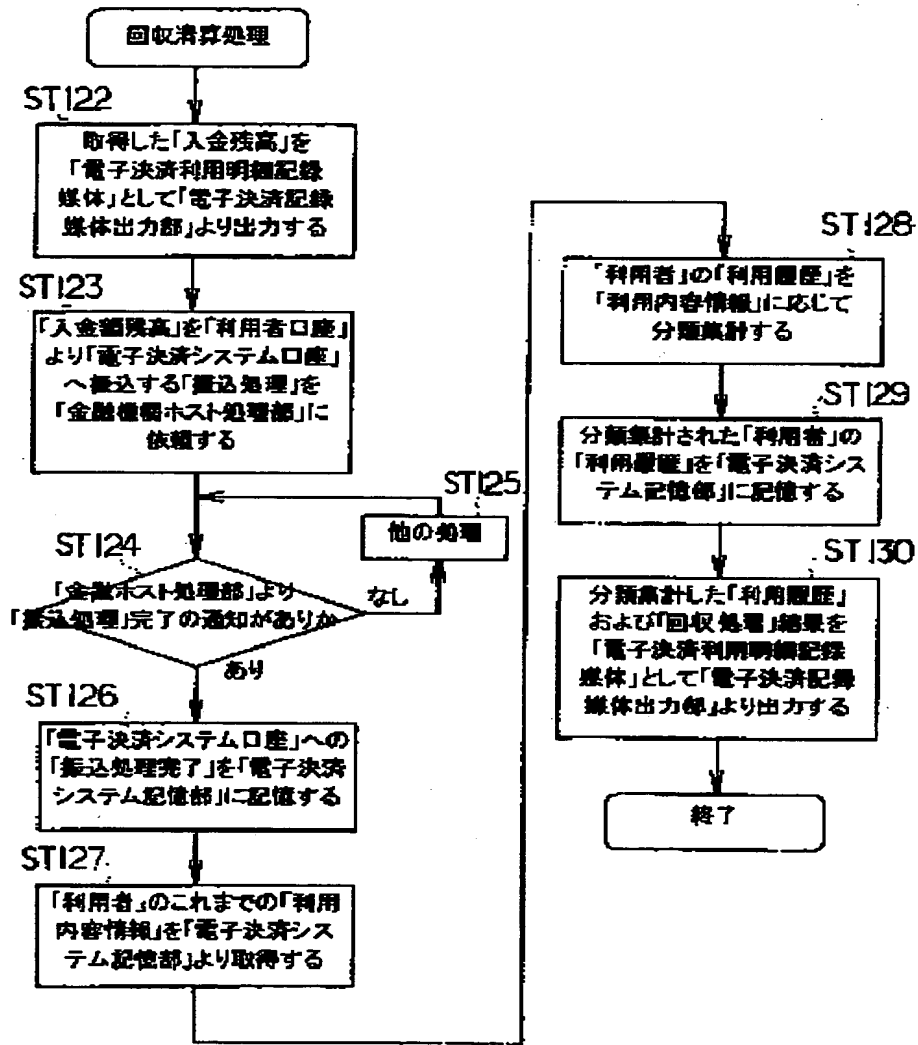 回収清算処理
ST122
取得した「入金残高」を
「電子決済利用明細記録
媒体」として「電子決済記録
媒体出力部」より出力する
ST123
「入金額残高」を「利用者口座」
より「電子決済システム口座」
へ振込する「振込処理」を
「金融機関ホスト処理部」に
依頼する
ST125
他の処理
ST124
「金融ホスト処理部」より
「振込処理」完了の通知がありか
なし
あり
ST126
「電子決済システム口座」への
「振込処理完了」を「電子決済
システム記憶部」に記憶する
ST127
「利用者」のこれまでの「利用
内容情報」を「電子決済シス
テム記憶部」より取得する
ST128
「利用者」の「利用履歴」を
「利用内容情報」に応じて
分類集計する
ST129
分類集計された「利用者」の
「利用履歴」を「電子決済シス
テム記憶部」に記憶する
ST130
分類集計した「利用履歴」
および「回収処理」結果を
「電子決済利用明細記録
媒体」として「電子決済記録
媒体出力部」より出力する
終了